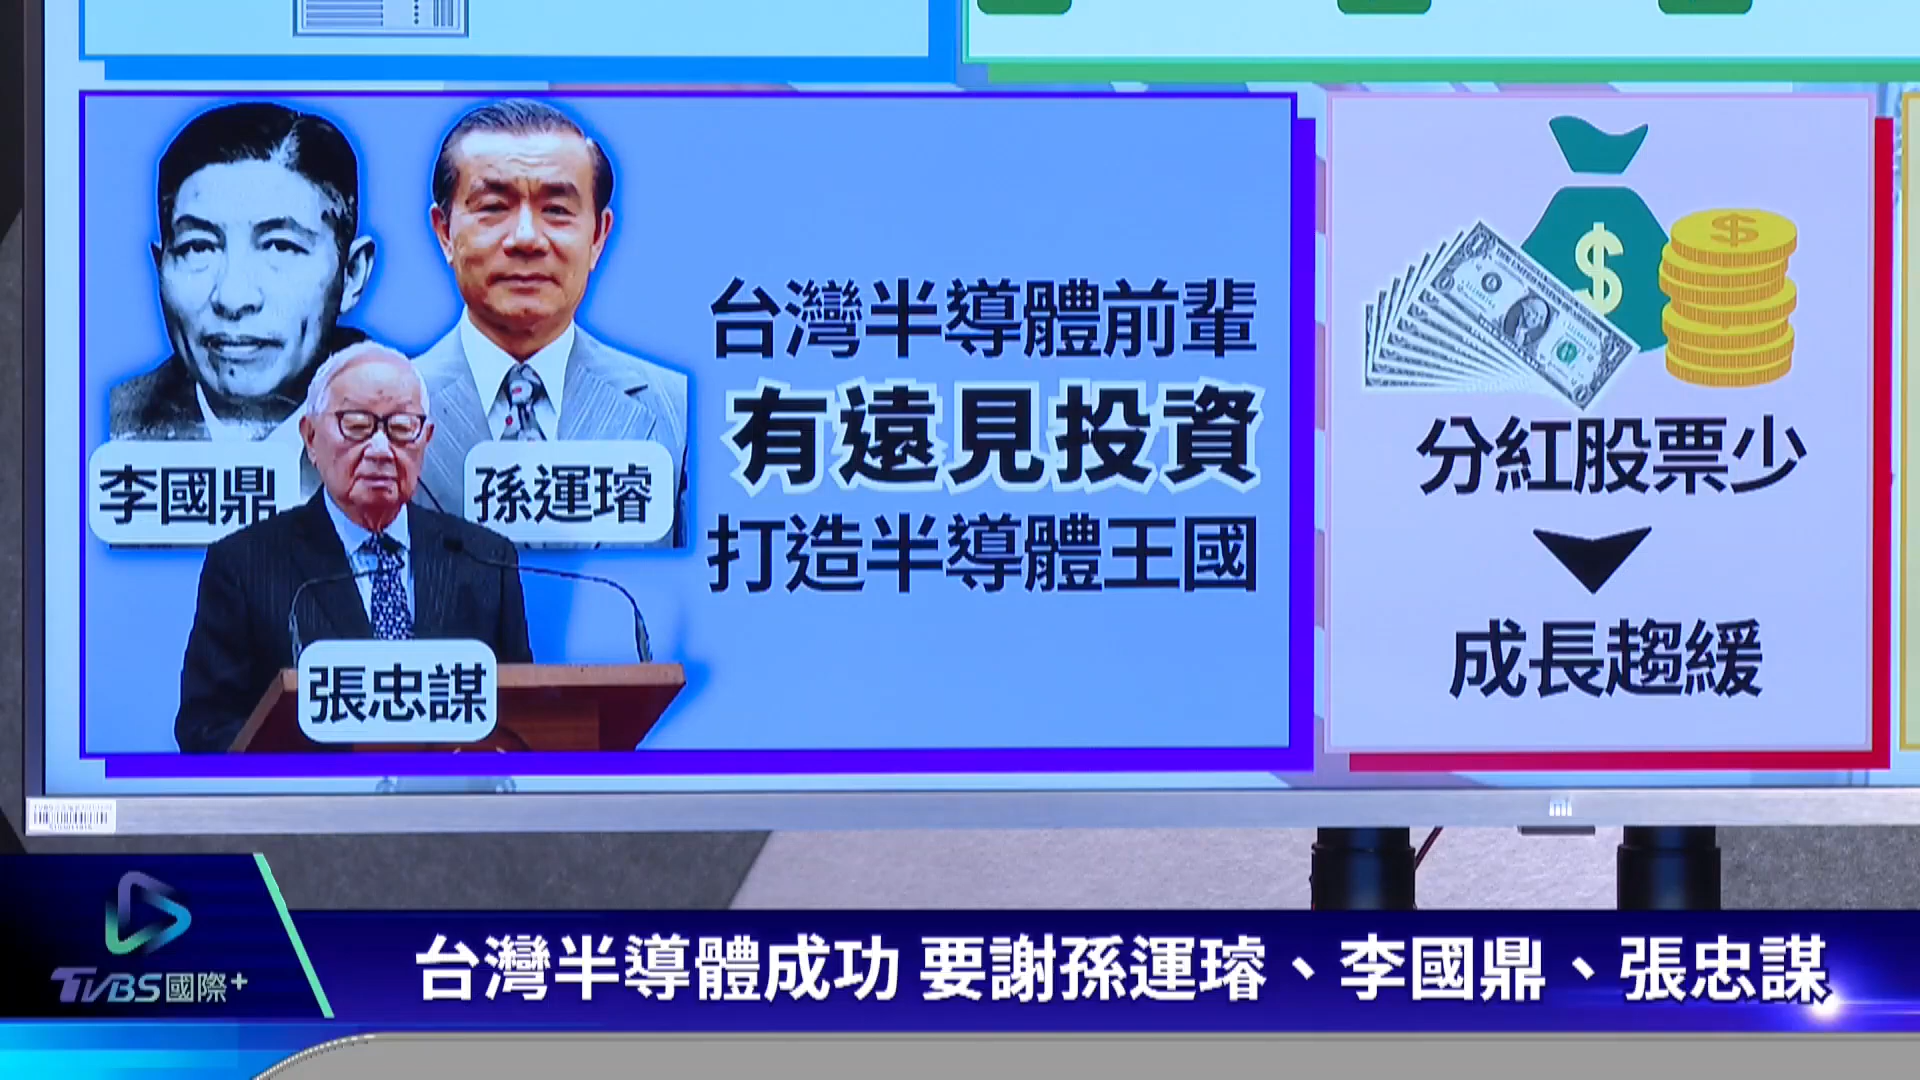 李國鼎
孫運璿
張忠謀
台灣半導體前輩
有遠見投資
打造半導體王國
分紅股票少
成長趨緩
台灣半導體成功 要謝孫運璿、李國鼎、張忠謀
TVBS國際+